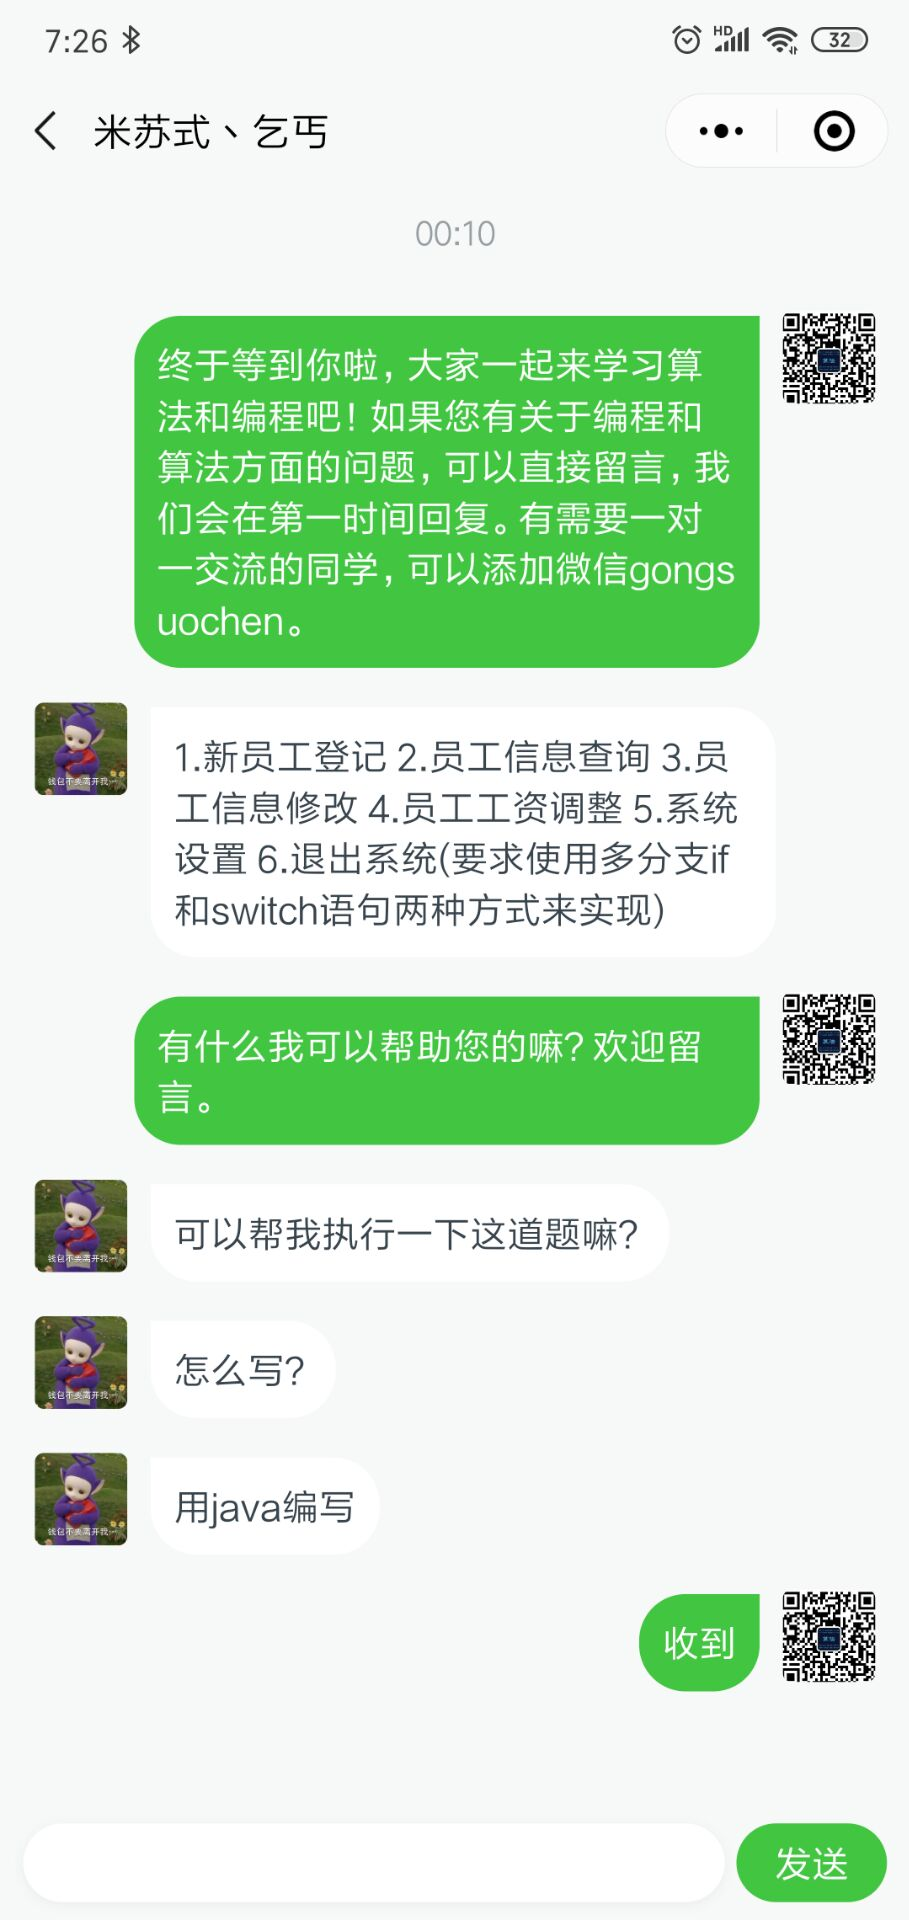 7:26
HD
32
米苏式丶乞丐
00:10
终于等到你啦，大家一起来学习算
法和编程吧！如果您有关于编程和
算法方面的问题，可以直接留言，我
们会在第一时间回复。有需要一对
一交流的同学，可以添加微信gongs
uochen。
1.新员工登记 2.员工信息查询 3.员
工信息修改 4.员工工资调整 5.系统
设置 6.退出系统(要求使用多分支if
和switch语句两种方式来实现)
钱包不要离开我
有什么我可以帮助您的嘛？欢迎留
言。
可以帮我执行一下这道题嘛?
钱包不要离开我
怎么写?
钱包不要离开我
用java编写
钱包不要离开我
收到
发送